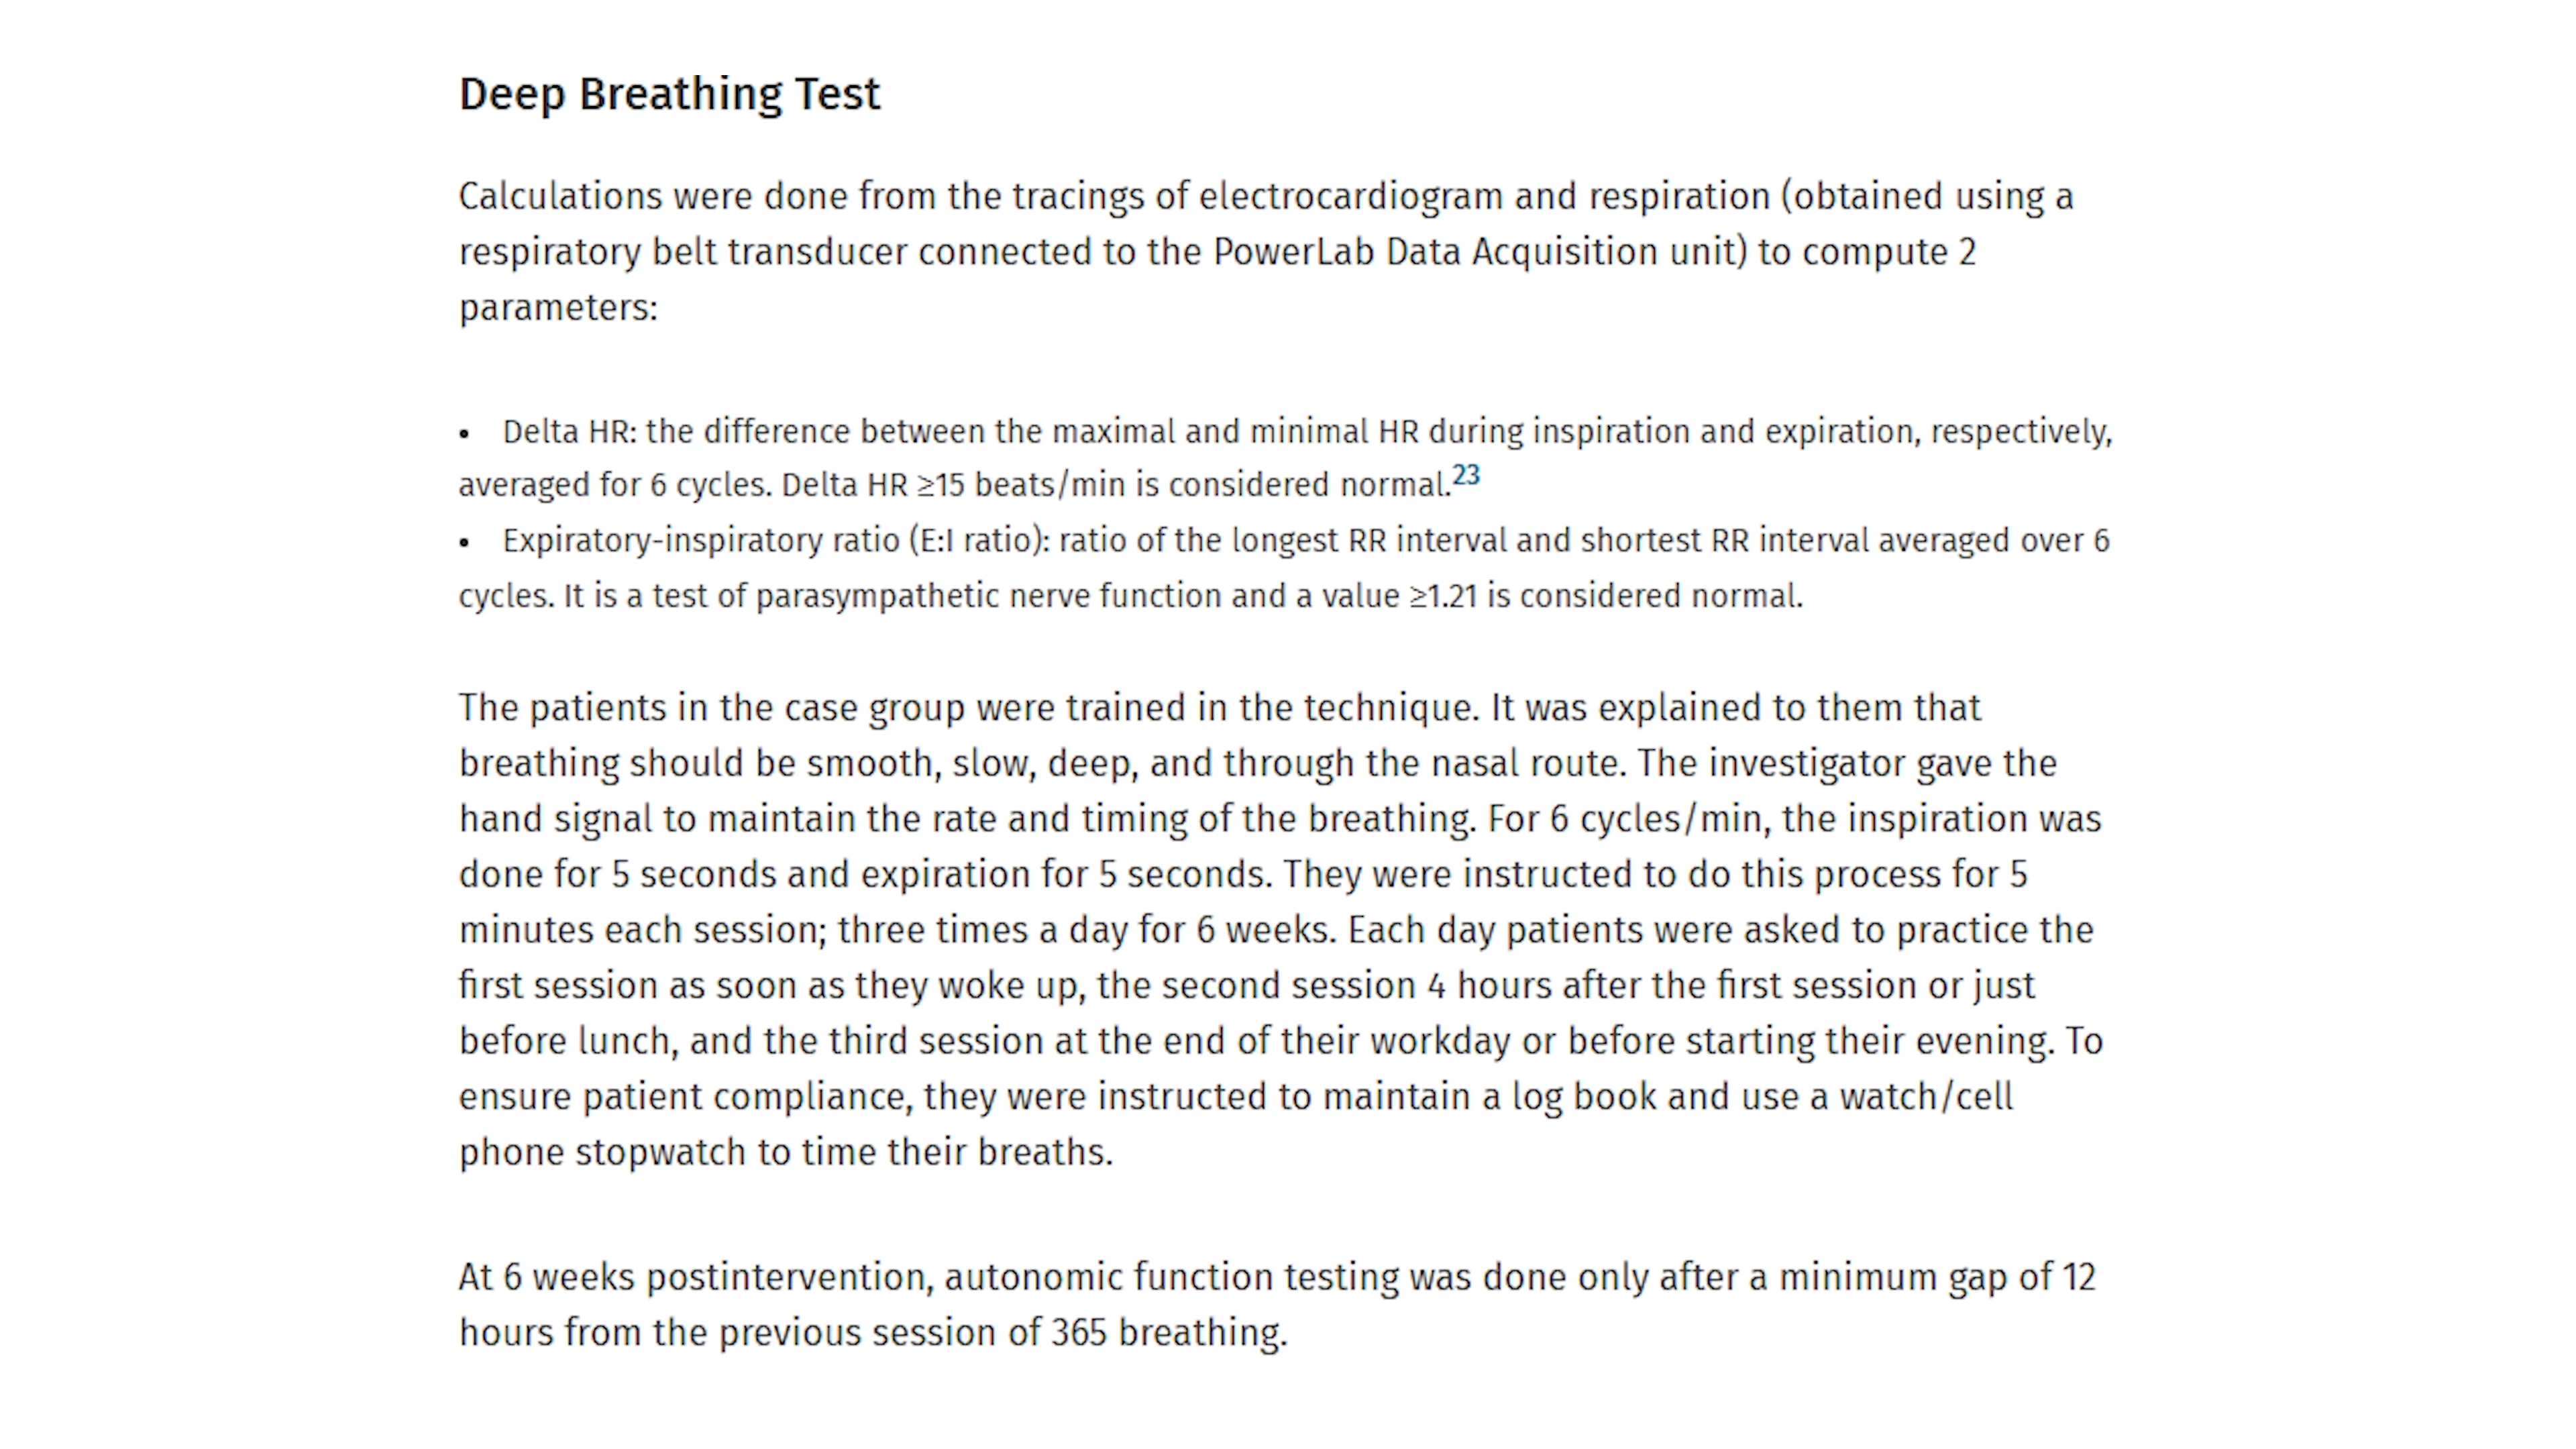 Deep Breathing Test
Calculations were done from the tracings of electrocardiogram and respiration (obtained using a
respiratory belt transducer connected to the PowerLab Data Acquisition unit) to compute 2
parameters:
• Delta HR: the difference between the maximal and minimal HR during inspiration and expiration, respectively,
averaged for 6 cycles. Delta HR ≥15 beats/min is considered normal.23
• Expiratory-inspiratory ratio (E:I ratio): ratio of the longest RR interval and shortest RR interval averaged over 6
cycles. It is a test of parasympathetic nerve function and a value ≥1.21 is considered normal.
The patients in the case group were trained in the technique. It was explained to them that
breathing should be smooth, slow, deep, and through the nasal route. The investigator gave the
hand signal to maintain the rate and timing of the breathing. For 6 cycles/min, the inspiration was
done for 5 seconds and expiration for 5 seconds. They were instructed to do this process for 5
minutes each session; three times a day for 6 weeks. Each day patients were asked to practice the
first session as soon as they woke up, the second session 4 hours after the first session or just
before lunch, and the third session at the end of their workday or before starting their evening. To
ensure patient compliance, they were instructed to maintain a log book and use a watch/cell
phone stopwatch to time their breaths.
At 6 weeks postintervention, autonomic function testing was done only after a minimum gap of 12
hours from the previous session of 365 breathing.